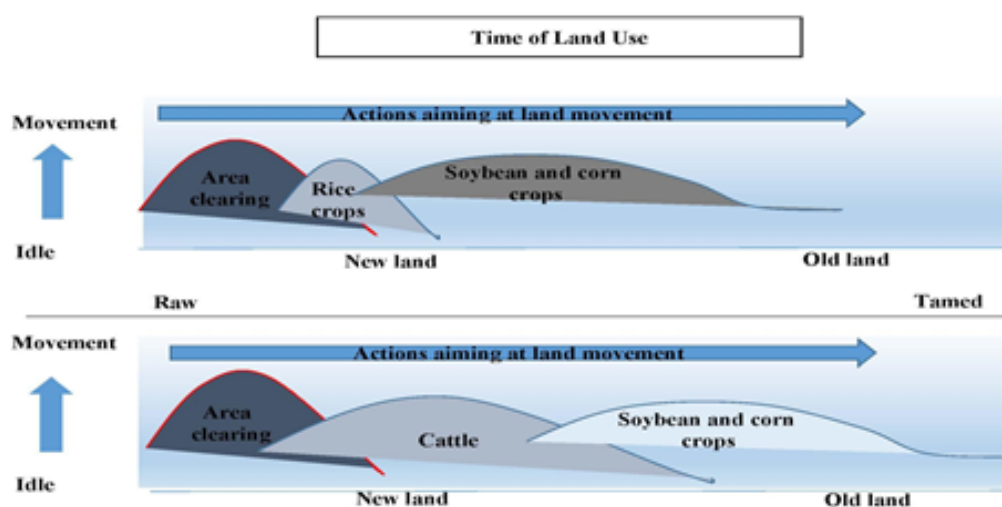 Time of Land Use
Movement
Actions aiming at land movement
Area
clearing
Rice
crops
Soybean and corn
crops
Idle
New land
Old land
Raw
Tamed
Movement
Actions aiming at land movement
Area
clearing
Cattle
Soybean and corn
crops
Idle
New land
Old land